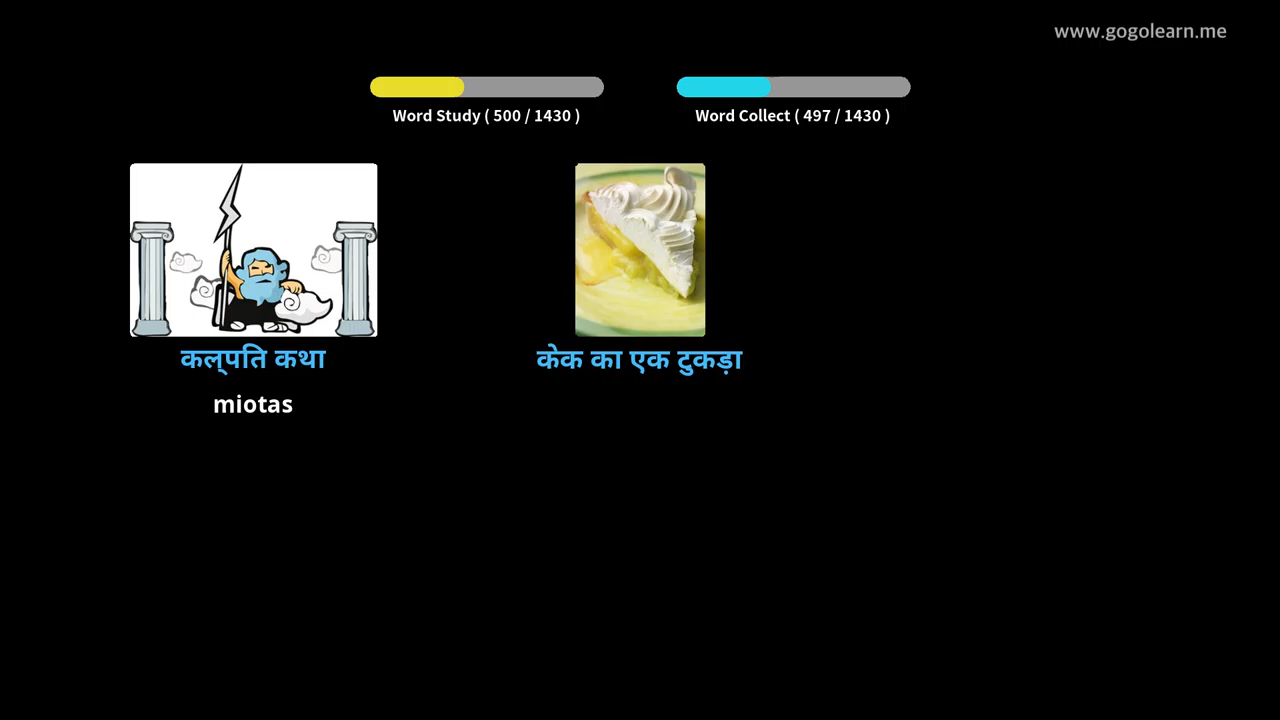 www.gogolearn.me
Word Study ( 500 / 1430 )
Word Collect ( 497 / 1430 )
कल्‌पति कथा
केक का एक टुकड़ा
miotas